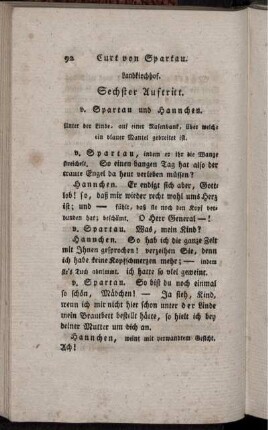 92 Curt von Spartau.
Landkirchhof.
Sechster Auftritt.
v. Spartau und Hannchen.
Unter der Linde, auf einer Rasenbank, über welche
ein blauer Mantel gebreitet ist.
v. Spartau, indem er ihr die Wange
streichelt, So einen bangen Tag hat also der
traute Engel da heut verleben müssen?
Hannchen. Er endigt sich aber, Gott-
lob! so, daß mir wieder recht wohl ums Herz
ist; und — fühlt, daß sie noch den Kopf ver-
bunden hat; beschämt, O Herr General —!
v. Spartau. Was, mein Kind?
Hannchen. So hab ich die ganze Zeit
mit Ihnen gesprochen! verzeihen Sie, denn
ich habe keine Kopfschmerzen mehr; — indem
sie's Tuch abnimmt, ich hatte so viel geweint.
v. Spartau. So bist du noch einmal
so schön, Mädchen! — Ja sieh, Kind,
wenn ich mir nicht hier schon unter der Linde
mein Brautbett bestellt hätte, so hielt ich bey
deiner Mutter um dich an.
Hannchen, weint mit verwandtem Gesicht.
Ach!